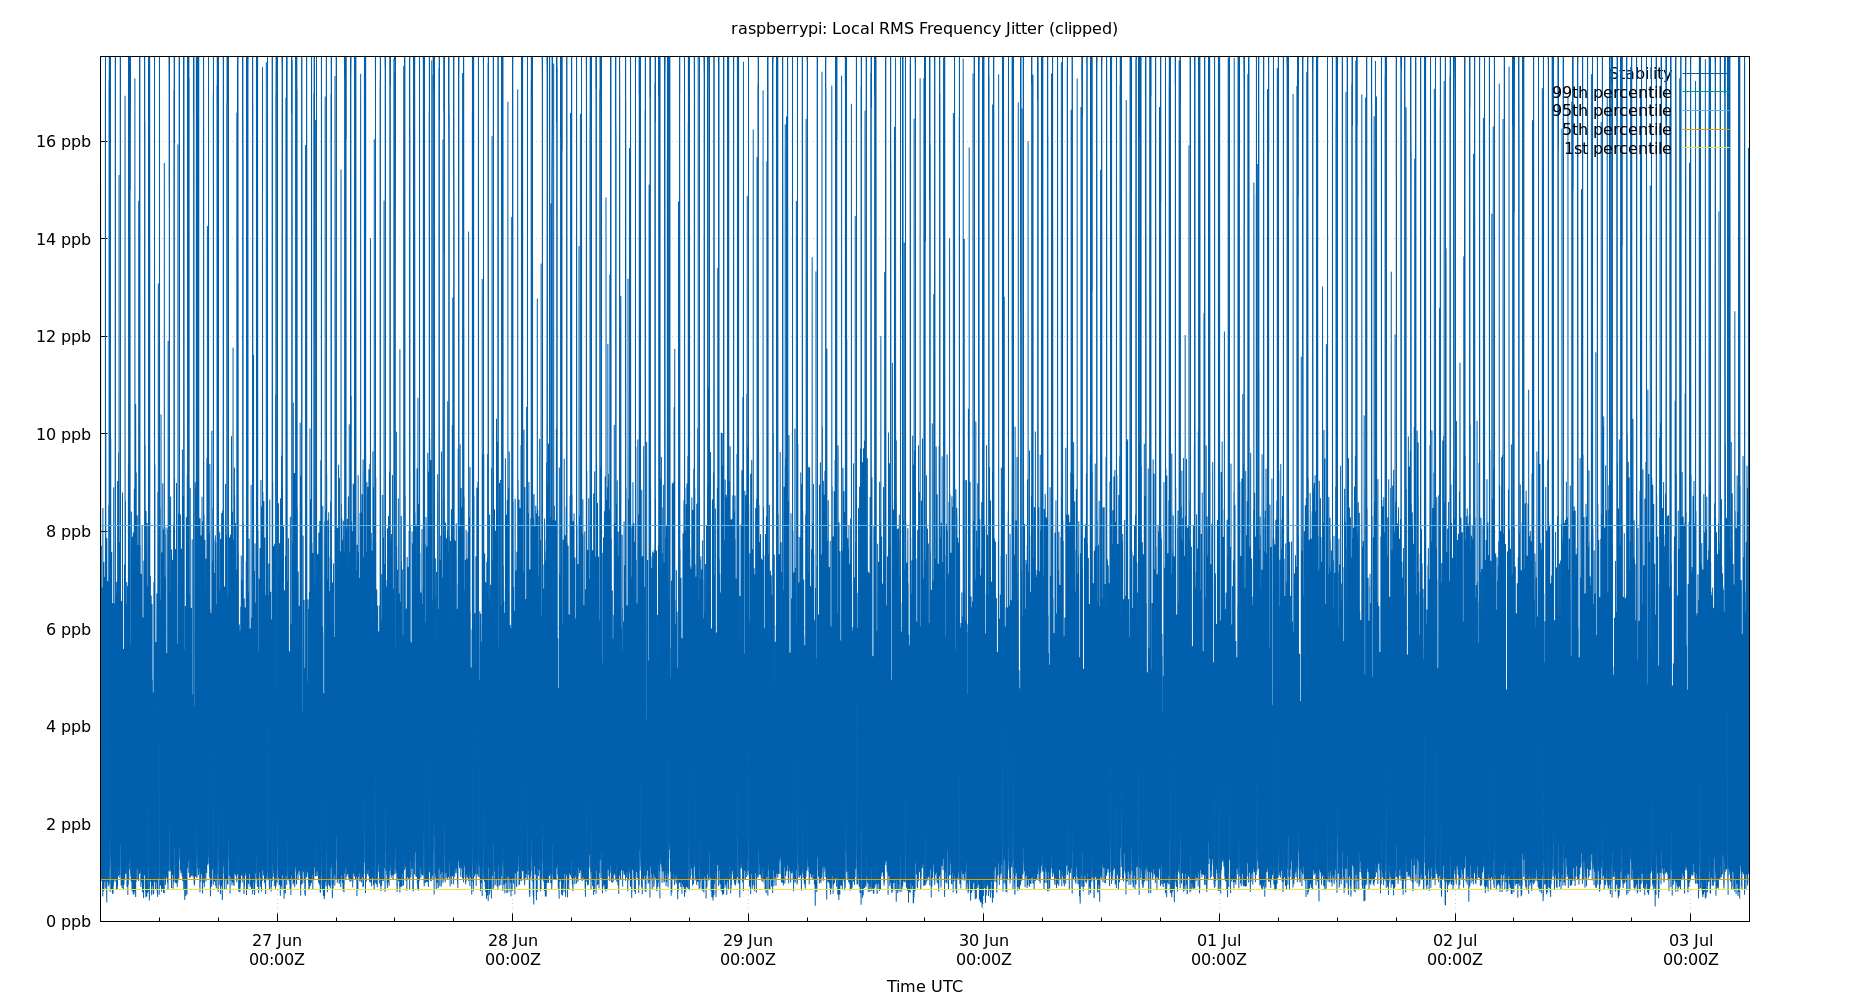 raspberrypi: Local RMS Frequency Jitter (clipped)
Stability
99th percentile
95th percentile
5th percentile
1st percentile
16 ppb
14 ppb
12 ppb
10 ppb
8 ppb
6 ppb
4 ppb
2 ppb
0 ppb
27 Jun 28 Jun 29 Jun 30 Jun 01 Jul 02 Jul 03 Jul
00:00Z 00:00Z 00:00Z 00:00Z 00:00Z 00:00Z 00:00Z
Time UTC